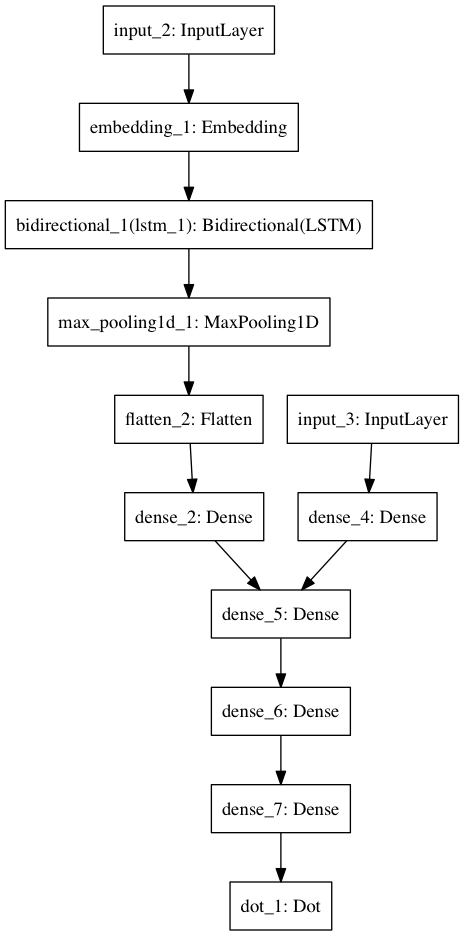 input_2: InputLayer
embedding_1: Embedding
bidirectional_1(lstm_1): Bidirectional(LSTM)
max_pooling1d_1: MaxPooling1D
flatten_2: Flatten
input_3: InputLayer
dense_2: Dense
dense_4: Dense
dense_5: Dense
dense_6: Dense
dense_7: Dense
dot_1: Dot